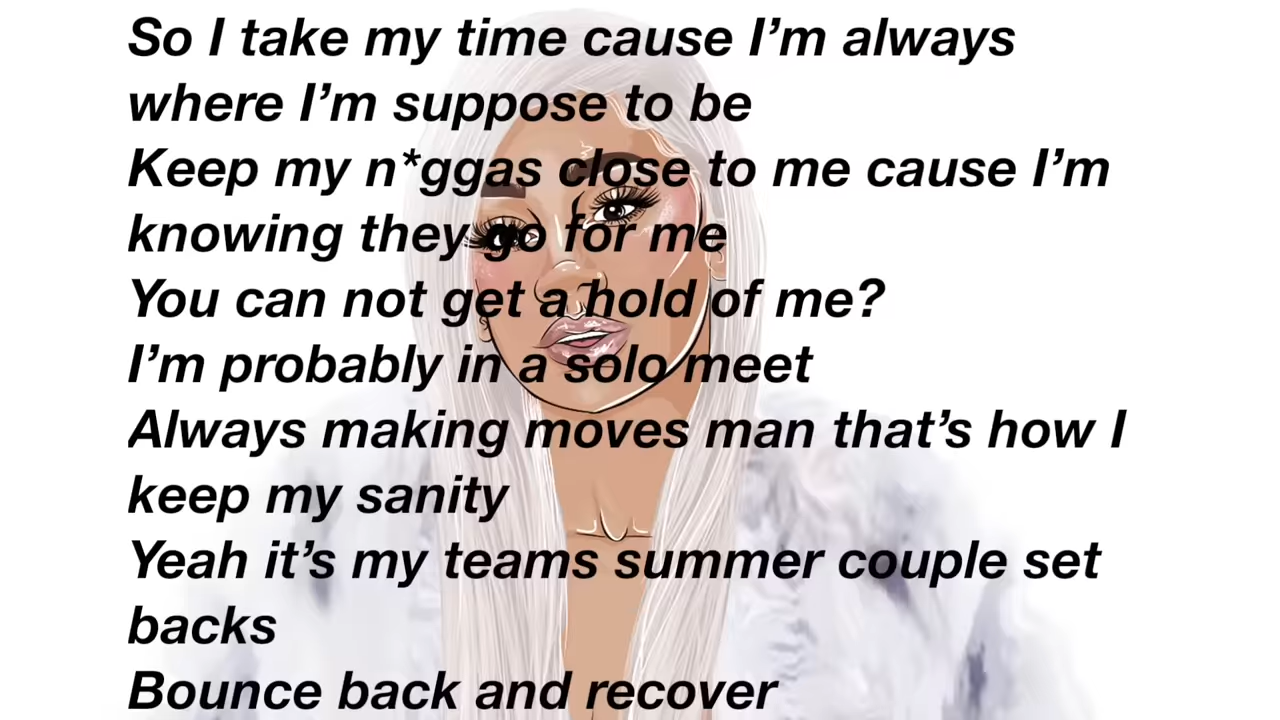 So I take my time cause I’m always
where I’m suppose to be
Keep my n*ggas close to me cause I’m
knowing they go for me
You can not get a hold of me?
I’m probably in a solo meet
Always making moves man that’s how I
keep my sanity
Yeah it’s my teams summer couple set
backs
Bounce back and recover